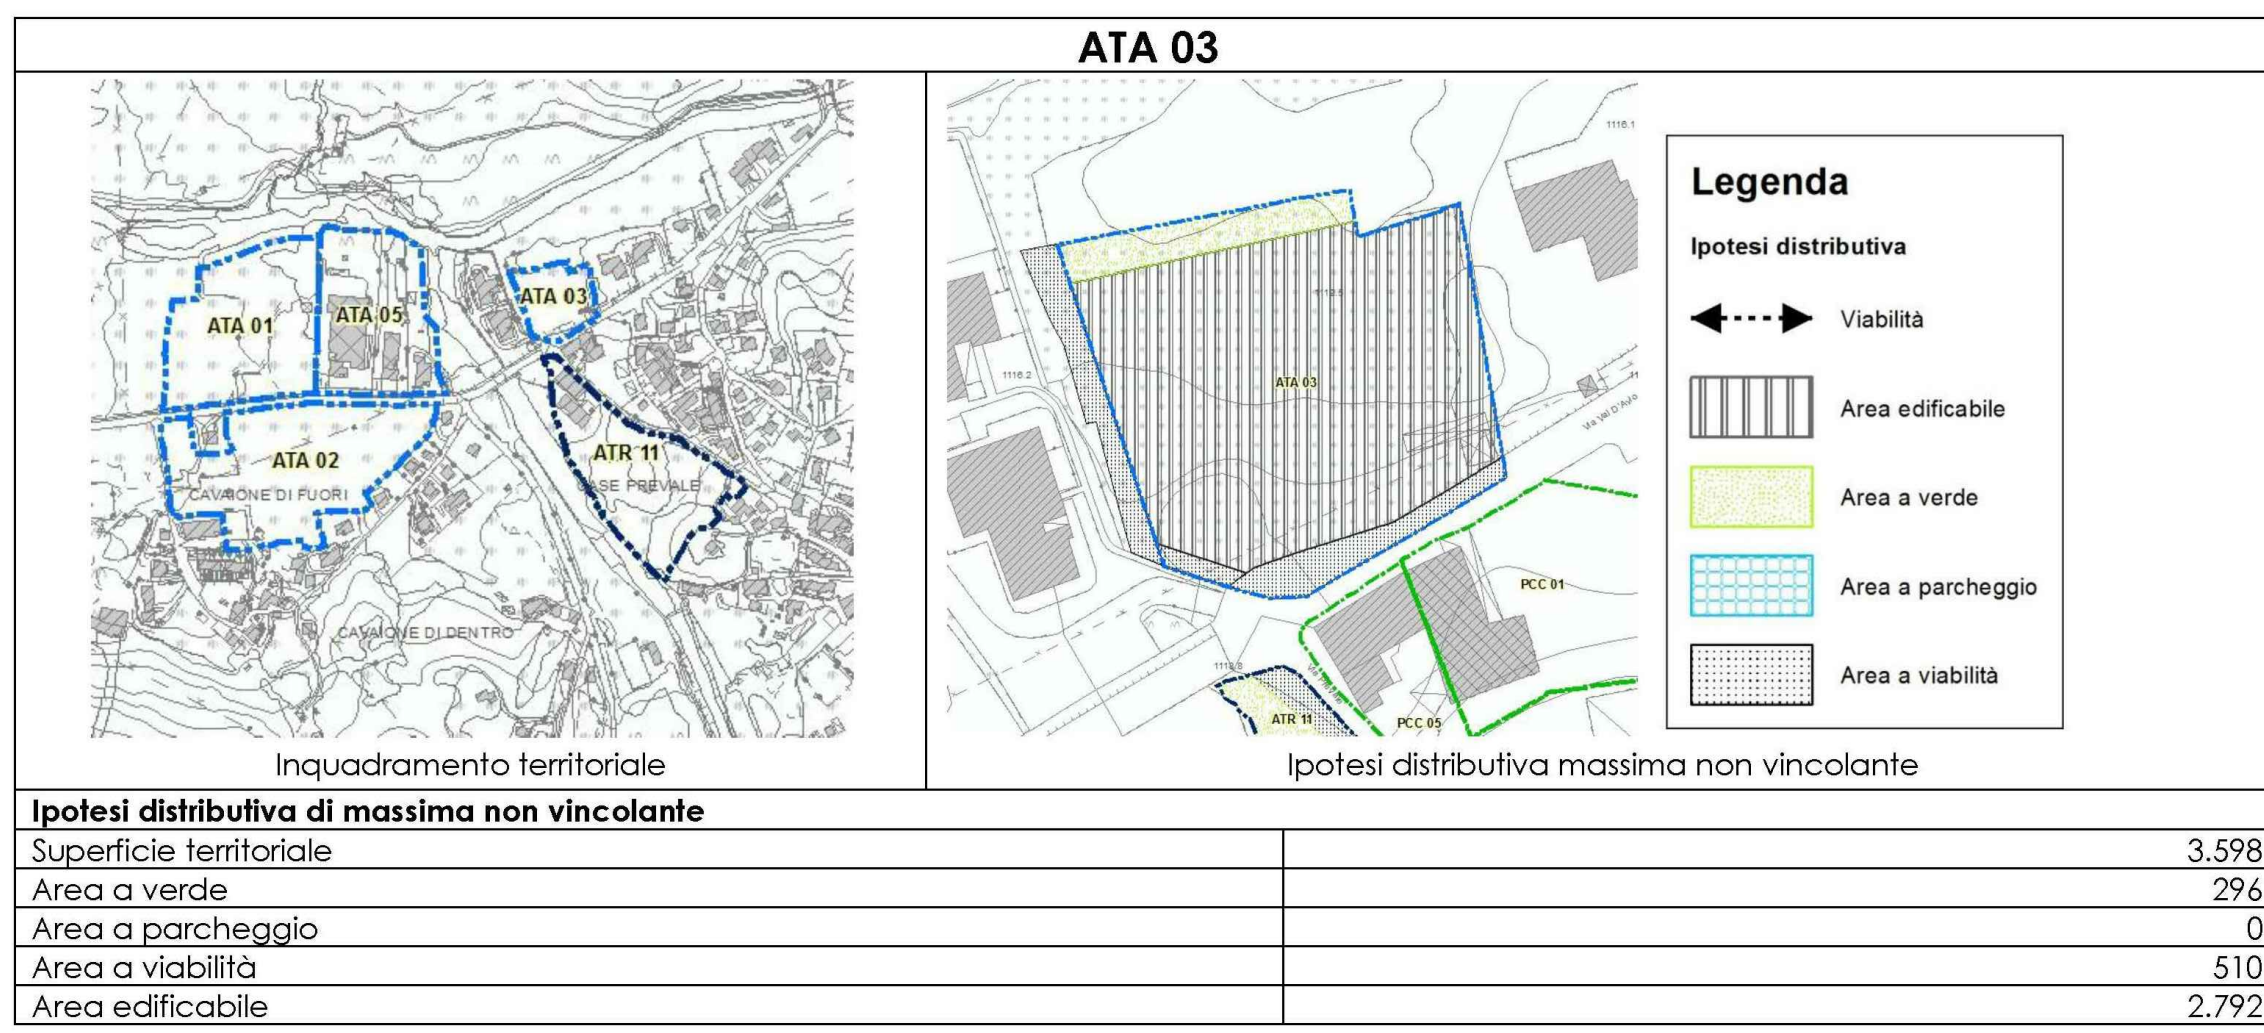 ATA 03
ATA 01
ATA 05
ATA 03
ATA 02
ATR 11
CAVAIONE DI FUORI
CASE PREVALE
CAVAIONE DI DENTRO
Inquadramento territoriale
1116.1
1116.2
ATA 03
PCC 01
ATR 11
PCC 05
Ipotesi distributiva massima non vincolante
Legenda
Ipotesi distributiva
Viabilità
Area edificabile
Area a verde
Area a parcheggio
Area a viabilità
Ipotesi distributiva di massima non vincolante
Superficie territoriale 3.598
Area a verde 296
Area a parcheggio 0
Area a viabilità 510
Area edificabile 2.792